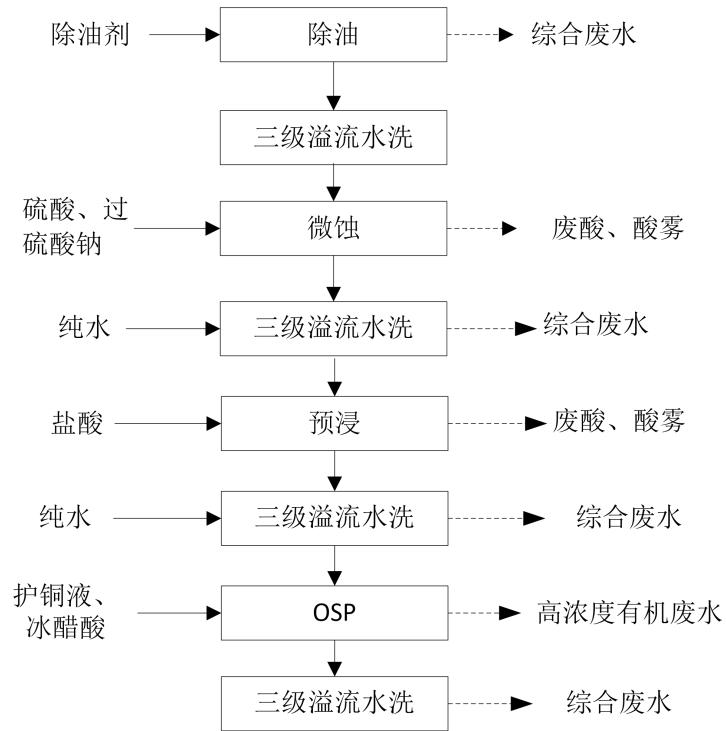 除油剂
除油
综合废水
三级溢流水洗
硫酸、过
硫酸钠
微蚀
废酸、酸雾
纯水
三级溢流水洗
综合废水
盐酸
预浸
废酸、酸雾
纯水
三级溢流水洗
综合废水
护铜液、
冰醋酸
OSP
高浓度有机废水
三级溢流水洗
综合废水